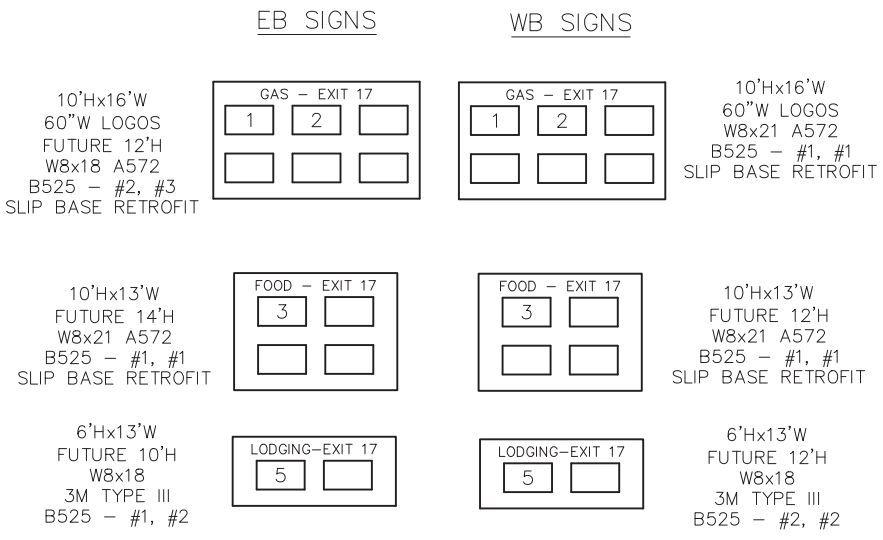 EB SIGNS
WB SIGNS
10'Hx16'W
60"W LOGOS
FUTURE 12'H
W8x18 A572
B525 – #2, #3
SLIP BASE RETROFIT
GAS – EXIT 17
1 2
GAS – EXIT 17
1 2
10'Hx16'W
60"W LOGOS
W8x21 A572
B525 – #1, #1
SLIP BASE RETROFIT
10'Hx13'W
FUTURE 14'H
W8x21 A572
B525 – #1, #1
SLIP BASE RETROFIT
FOOD – EXIT 17
3
FOOD – EXIT 17
3
10'Hx13'W
FUTURE 12'H
W8x21 A572
B525 – #1, #1
SLIP BASE RETROFIT
6'Hx13'W
FUTURE 10'H
W8x18
3M TYPE III
B525 – #1, #2
LODGING–EXIT 17
5
LODGING–EXIT 17
5
6'Hx13'W
FUTURE 12'H
W8x18
3M TYPE III
B525 – #2, #2